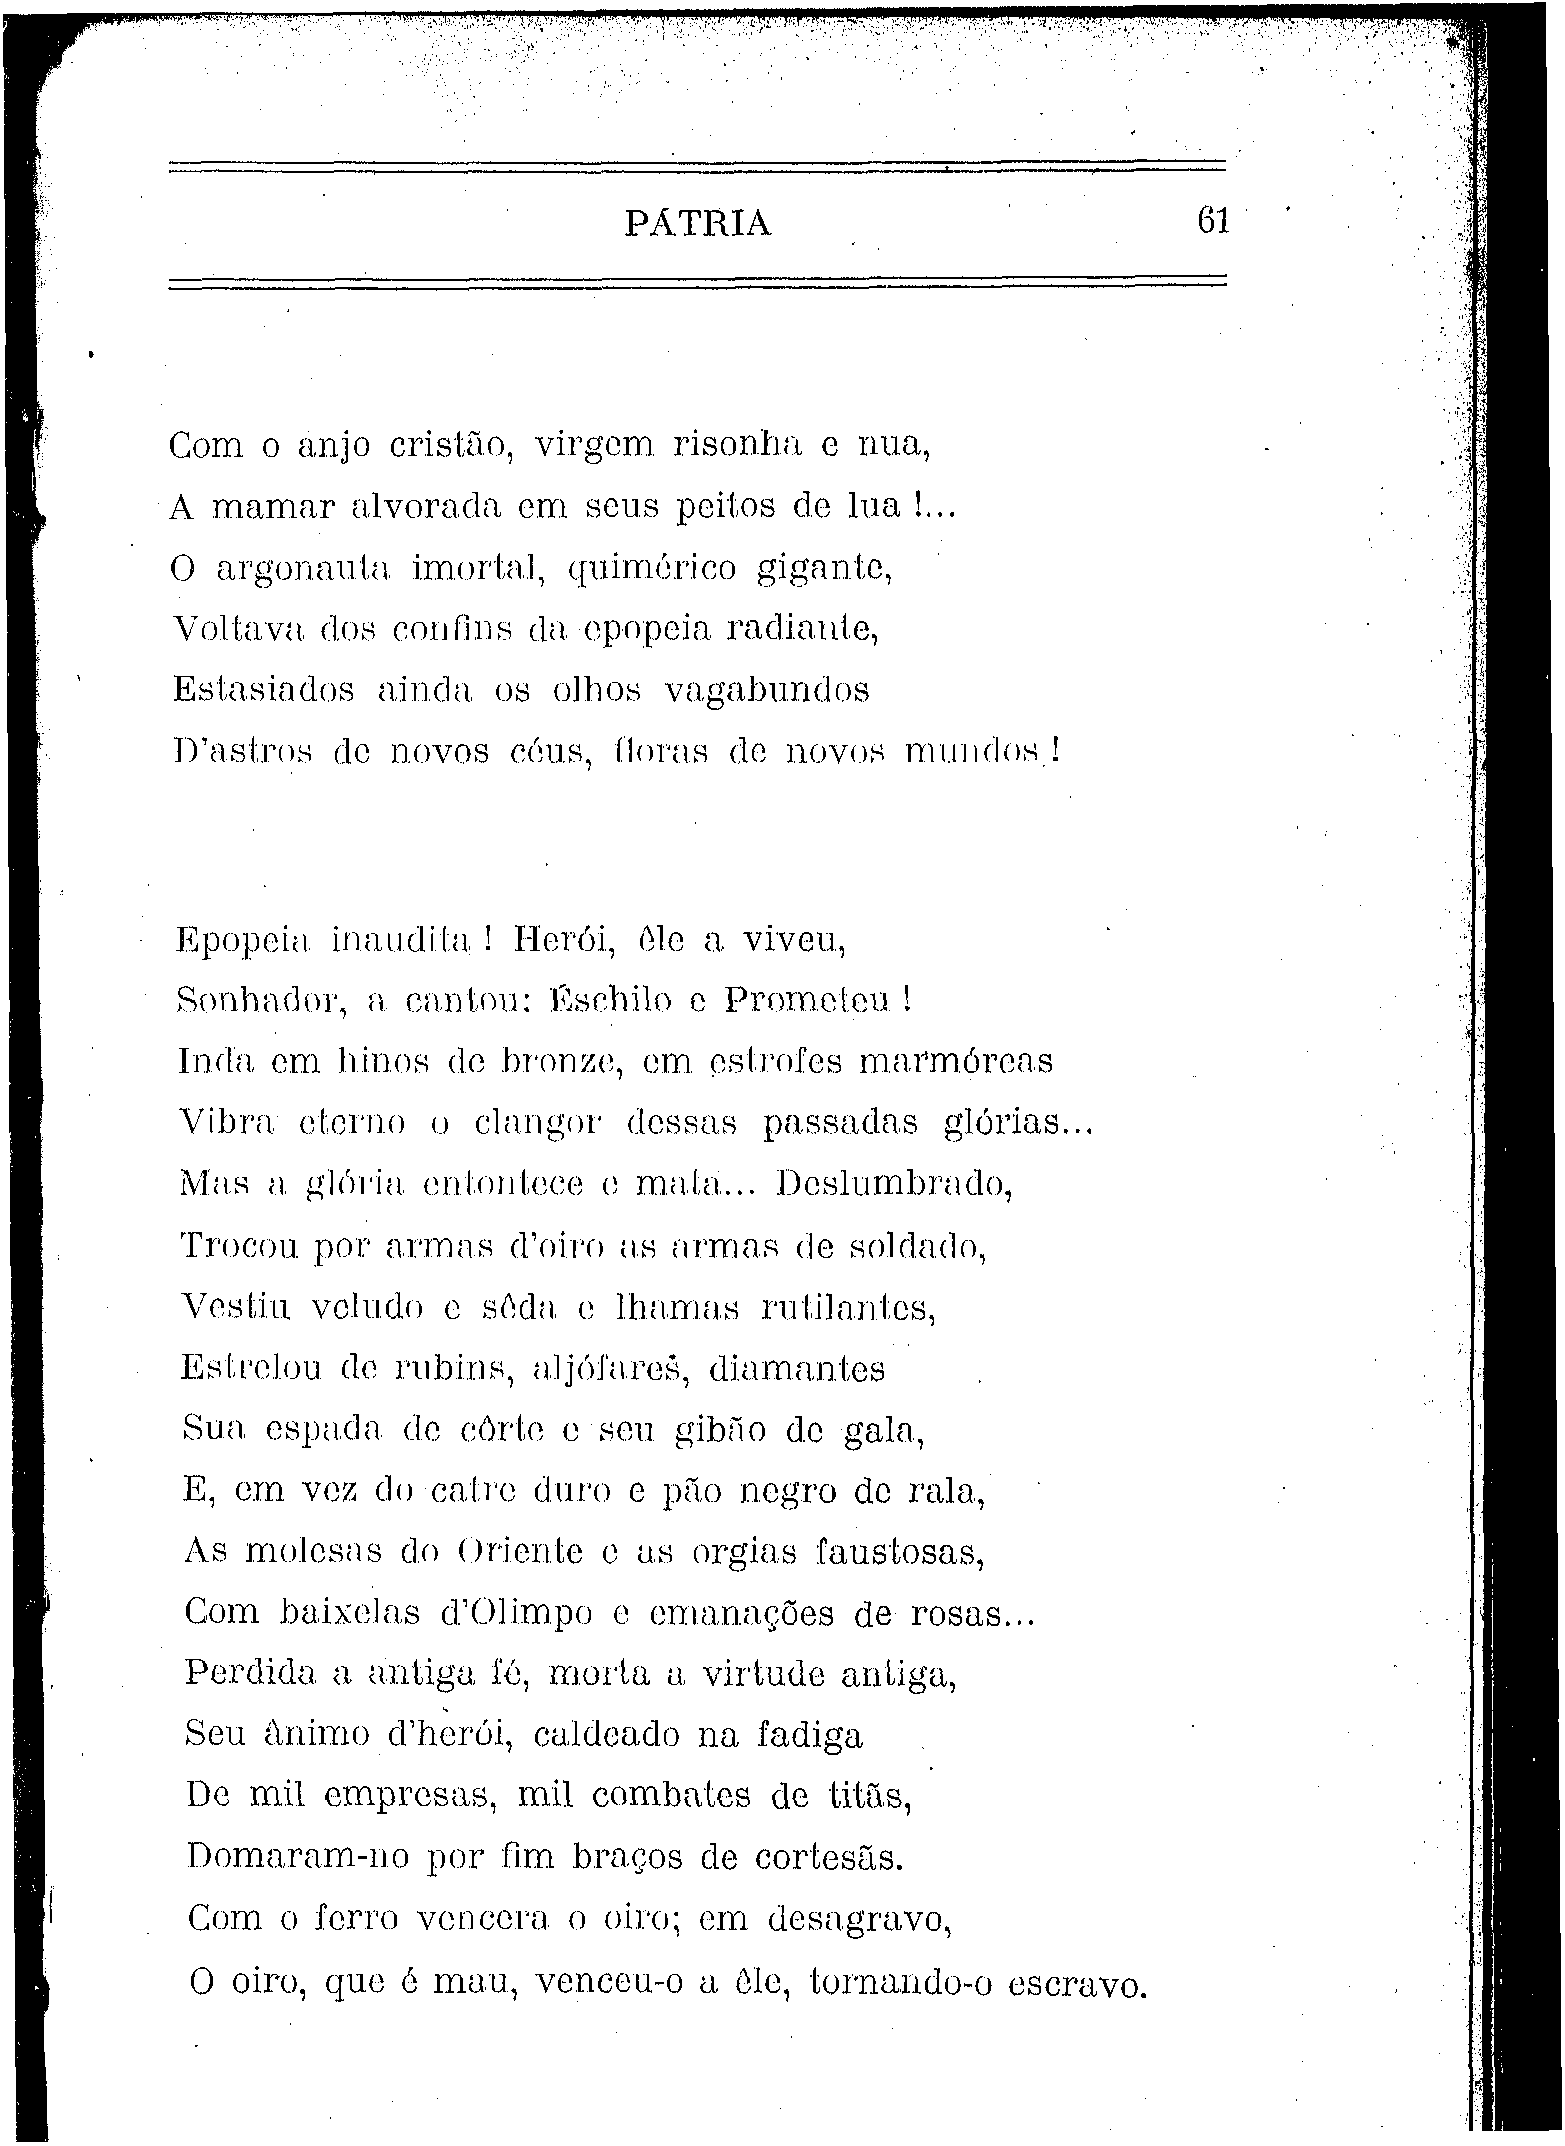 PÁTRIA 61
Com o anjo cristão, virgem risonha e nua,
A mamar alvorada em seus peitos de lua !...
O argonauta imortal, quimérico gigante,
Voltava dos confins da epopeia radiante,
Estasiados ainda os olhos vagabundos
D'astros de novos céus, floras de novos mundos !
Epopeia inaudita ! Herói, êle a viveu,
Sonhador, a cantou: Éschilo e Prometeu !
Inda em hinos de bronze, em estrofes marmóreas
Vibra eterno o clangor dessas passadas glórias...
Mas a glória entontece e mata... Deslumbrado,
Trocou por armas d'oiro as armas de soldado,
Vestiu veludo e sêda e lhamas rutilantes,
Estrelou de rubins, aljófares, diamantes
Sua espada de côrte e seu gibão de gala,
E, em vez do catre duro e pão negro de rala,
As molesas do Oriente e as orgias faustosas,
Com baixelas d'Olimpo e emanações de rosas...
Perdida a antiga fé, morta a virtude antiga,
Seu ânimo d'herói, caldeado na fadiga
De mil empresas, mil combates de titãs,
Domaram-no por fim braços de cortesãs.
Com o ferro vencera o oiro; em desagravo,
O oiro, que é mau, venceu-o a êle, tornando-o escravo.